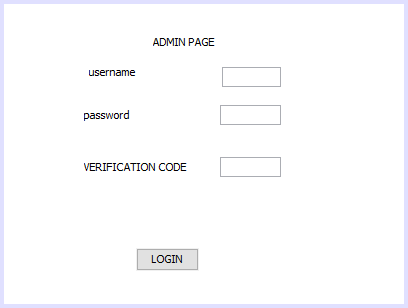 ADMIN PAGE
username
password
VERIFICATION CODE
LOGIN